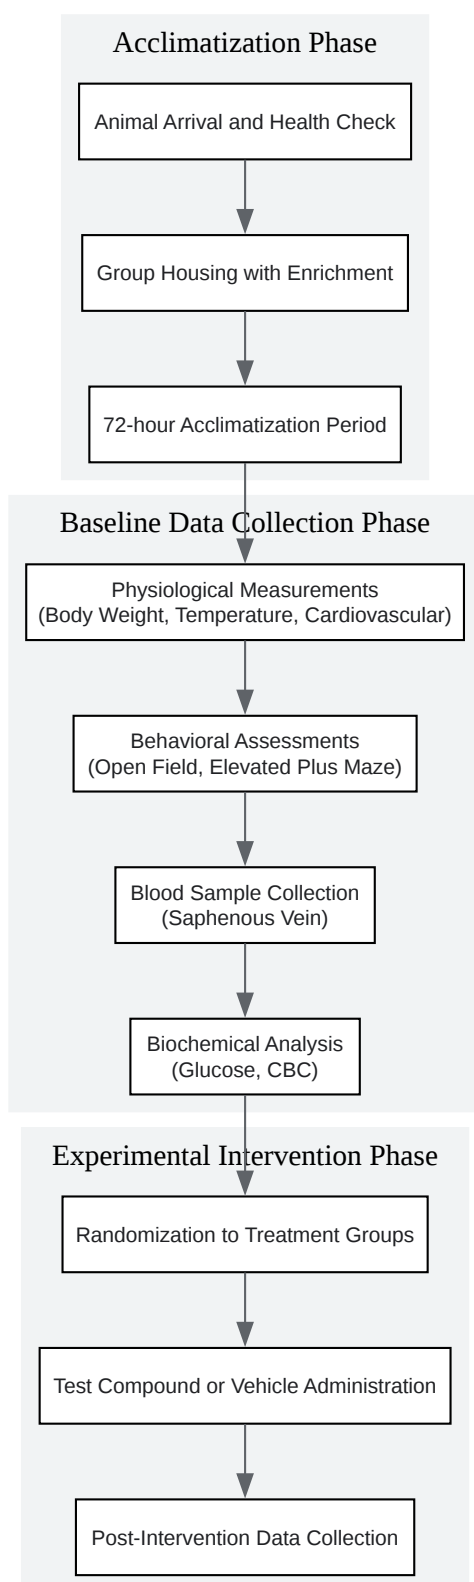 Acclimatization Phase
Animal Arrival and Health Check
Group Housing with Enrichment
72-hour Acclimatization Period
Baseline Data Collection Phase
Physiological Measurements
(Body Weight, Temperature, Cardiovascular)
Behavioral Assessments
(Open Field, Elevated Plus Maze)
Blood Sample Collection
(Saphenous Vein)
Biochemical Analysis
(Glucose, CBC)
Experimental Intervention Phase
Randomization to Treatment Groups
Test Compound or Vehicle Administration
Post-Intervention Data Collection